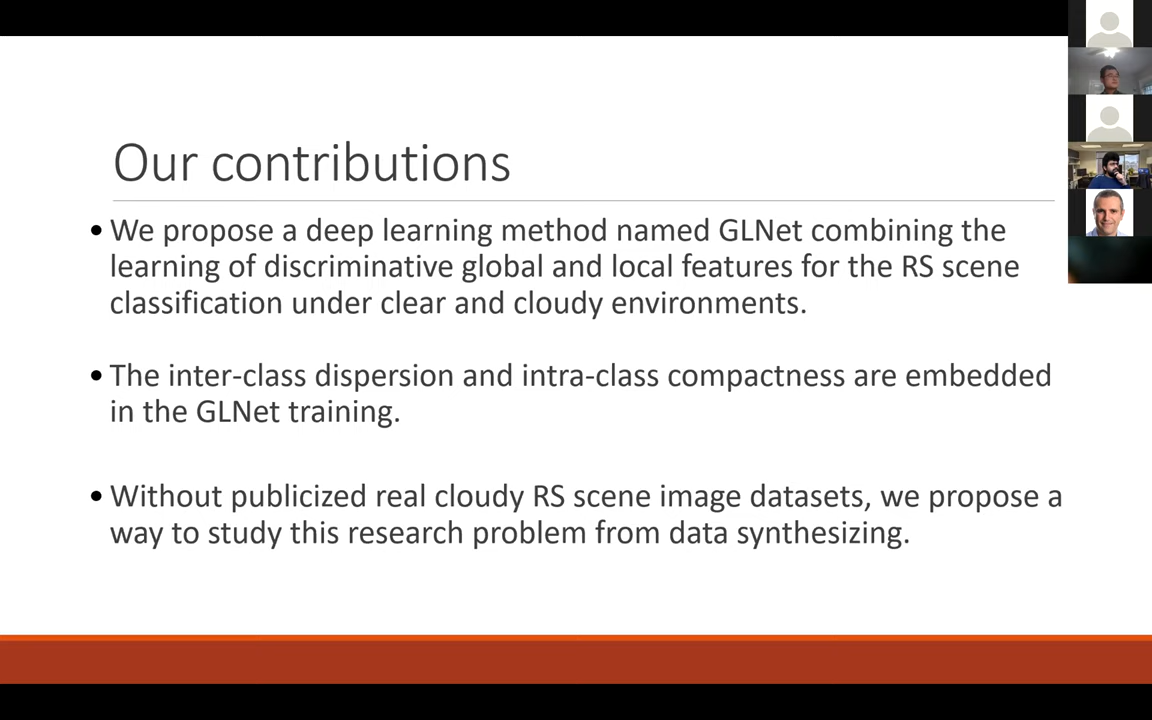 Our contributions
• We propose a deep learning method named GLNet combining the
learning of discriminative global and local features for the RS scene
classification under clear and cloudy environments.
• The inter-class dispersion and intra-class compactness are embedded
in the GLNet training.
• Without publicized real cloudy RS scene image datasets, we propose a
way to study this research problem from data synthesizing.